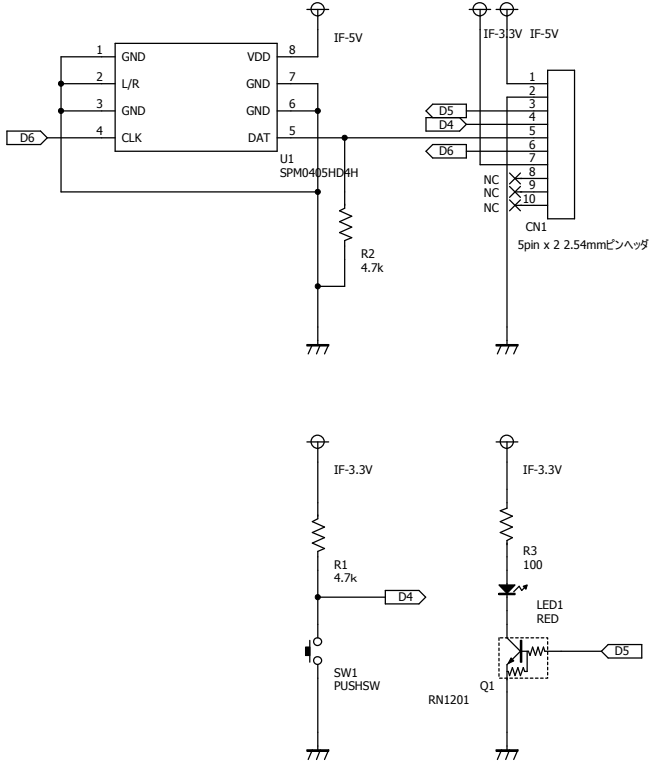 IF-5V
IF-3.3V IF-5V
1 GND VDD 8
2 L/R GND 7
3 GND GND 6
D6 4 CLK DAT 5
U1
SPM0405HD4H
R2
4.7k
1
2
D5 3
D4 4
5
D6 6
7
NC 8
NC 9
NC 10
CN1
5pin x 2 2.54mmピンヘッダ
IF-3.3V
R1
4.7k
D4
SW1
PUSHSW
IF-3.3V
R3
100
LED1
RED
D5
Q1
RN1201